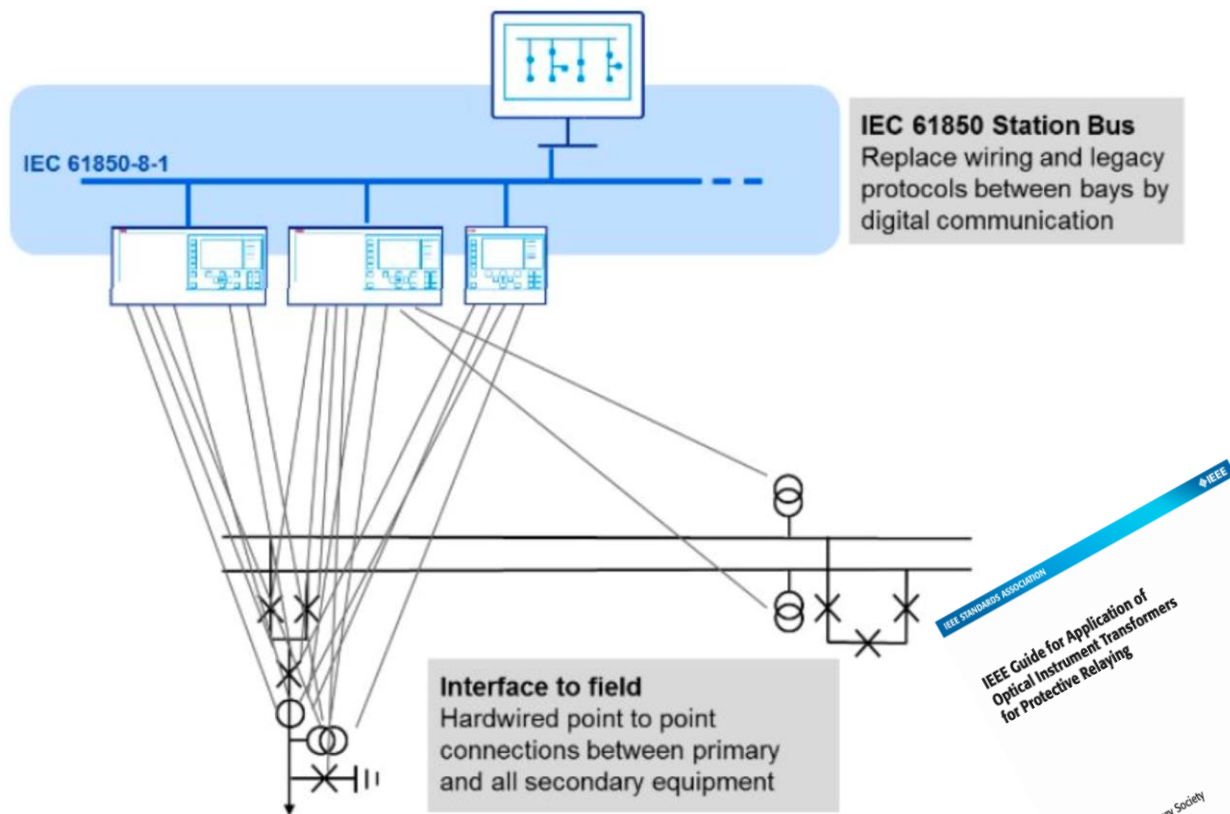 IEC 61850-8-1
IEC 61850 Station Bus
Replace wiring and legacy
protocols between bays by
digital communication
IEEE
IEEE STANDARDS ASSOCIATION
IEEE Guide for Application of
Optical Instrument Transformers
for Protective Relaying
Interface to field
Hardwired point to point
connections between primary
and all secondary equipment
Society